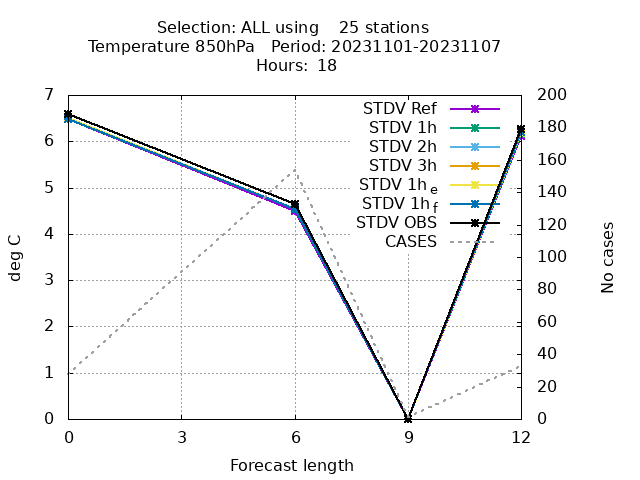 Selection: ALL using    25 stations
Temperature 850hPa   Period: 20231101-20231107
Hours: 18
7
6
5
4
3
2
1
0
deg C
200
180
160
140
120
100
80
60
40
20
0
No cases
STDV Ref
STDV 1h
STDV 2h
STDV 3h
STDV 1h e
STDV 1h f
STDV OBS
CASES
0 3 6 9 12
Forecast length